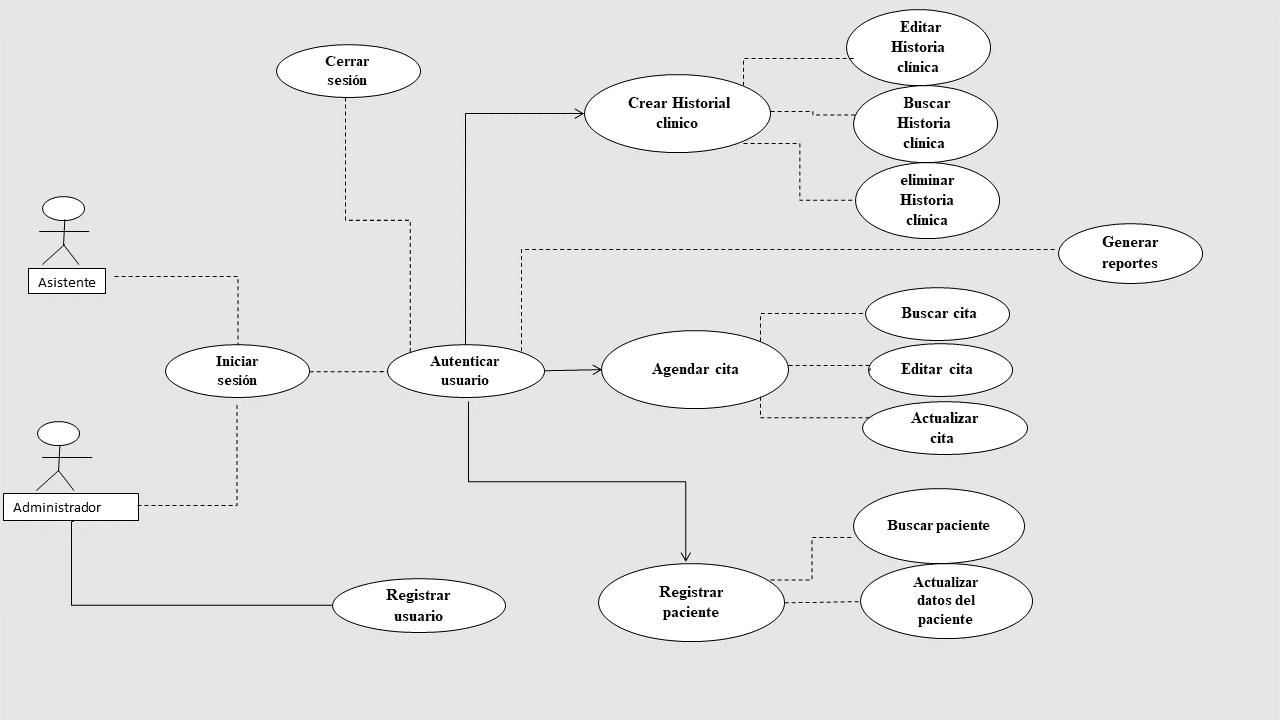 Cerrar
sesión
Crear Historial
clinico
Editar
Historia
clínica
Buscar
Historia
clínica
eliminar
Historia
clínica
Generar
reportes
Asistente
Iniciar
sesión
Autenticar
usuario
Agendar cita
Buscar cita
Editar cita
Actualizar
cita
Administrador
Registrar
usuario
Registrar
paciente
Buscar paciente
Actualizar
datos del
paciente